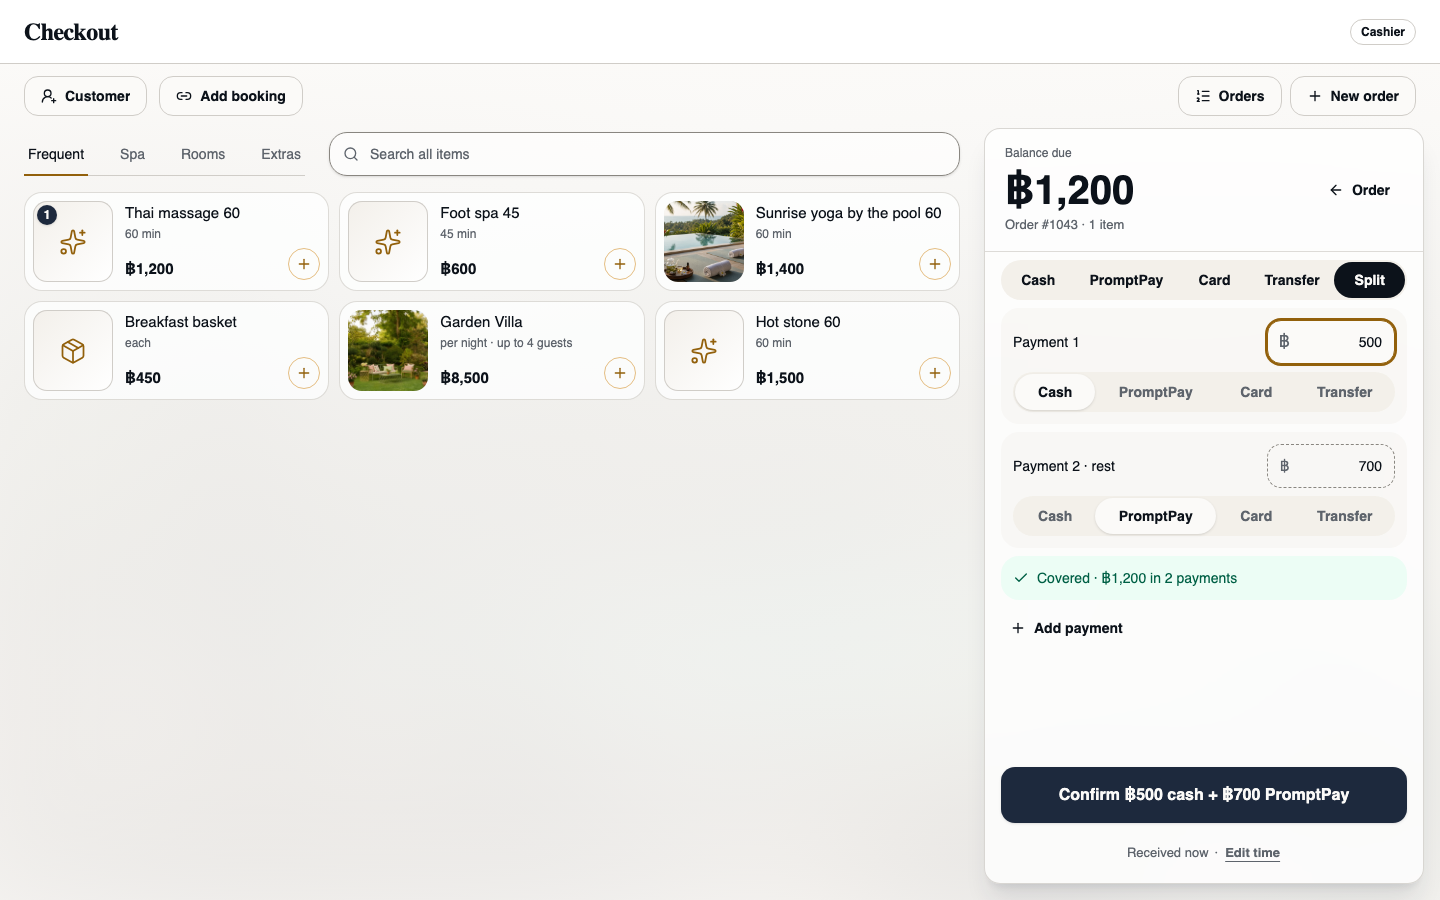 Checkout
Cashier
Customer
Add booking
Orders
New order
Frequent
Spa
Rooms
Extras
Search all items
1
Thai massage 60
60 min
฿1,200
Foot spa 45
45 min
฿600
Sunrise yoga by the pool 60
60 min
฿1,400
Breakfast basket
each
฿450
Garden Villa
per night · up to 4 guests
฿8,500
Hot stone 60
60 min
฿1,500
Balance due
฿1,200
Order
Order #1043 · 1 item
Cash
PromptPay
Card
Transfer
Split
Payment 1
฿ 500
Cash
PromptPay
Card
Transfer
Payment 2 · rest
฿ 700
Cash
PromptPay
Card
Transfer
Covered · ฿1,200 in 2 payments
Add payment
Confirm ฿500 cash + ฿700 PromptPay
Received now · Edit time